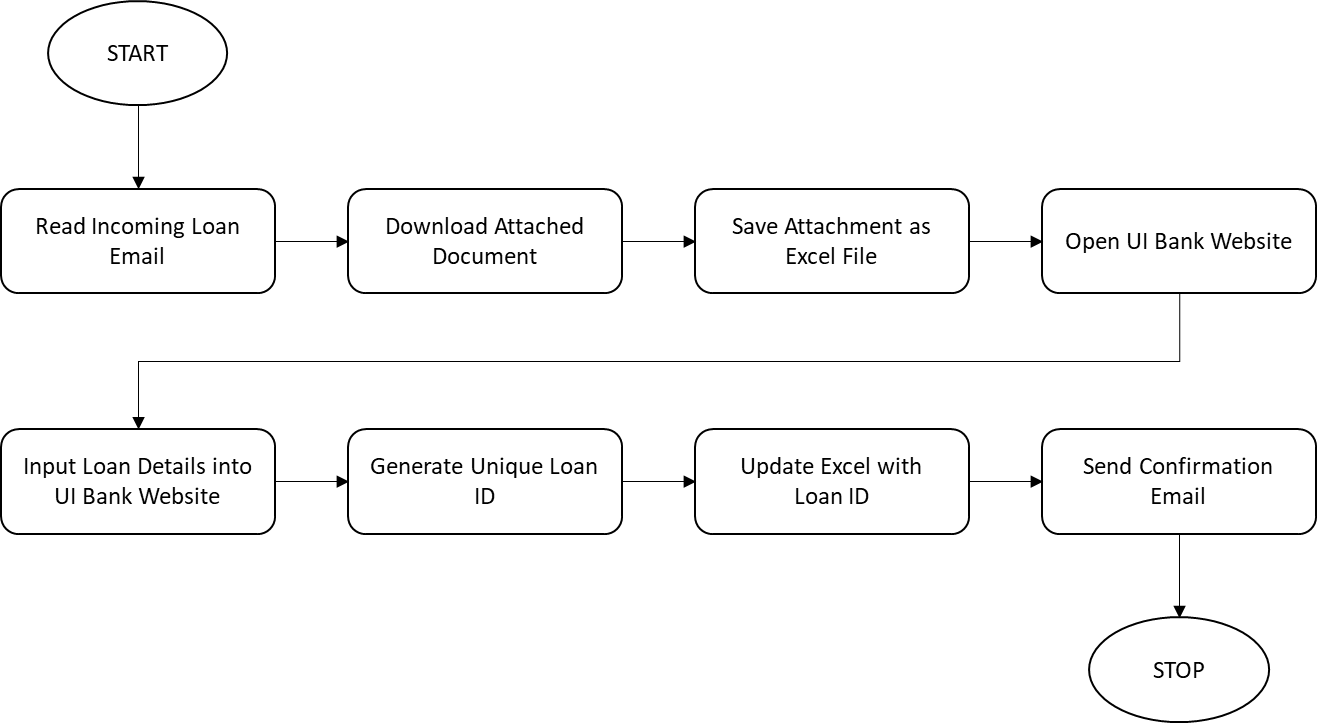 START
Read Incoming Loan
Email
Download Attached
Document
Save Attachment as
Excel File
Open UI Bank Website
Input Loan Details into
UI Bank Website
Generate Unique Loan
ID
Update Excel with
Loan ID
Send Confirmation
Email
STOP